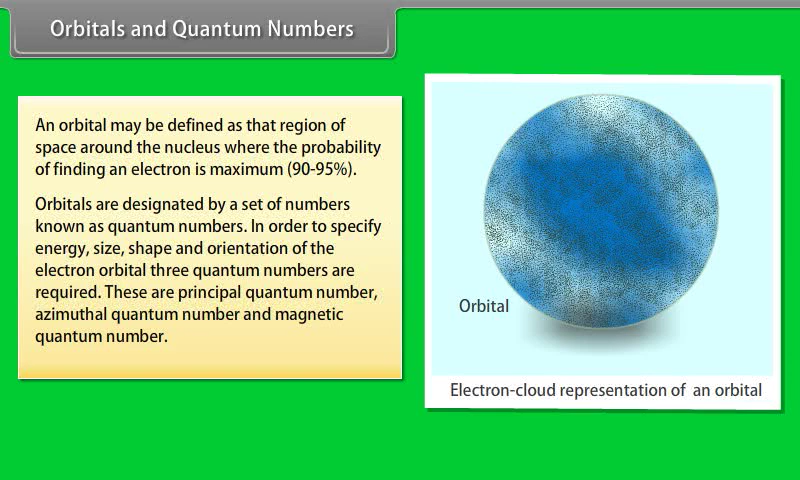 Orbitals and Quantum Numbers
An orbital may be defined as that region of
space around the nucleus where the probability
of finding an electron is maximum (90-95%).
Orbitals are designated by a set of numbers
known as quantum numbers. In order to specify
energy, size, shape and orientation of the
electron orbital three quantum numbers are
required. These are principal quantum number,
azimuthal quantum number and magnetic
quantum number.
Orbital
Electron-cloud representation of an orbital